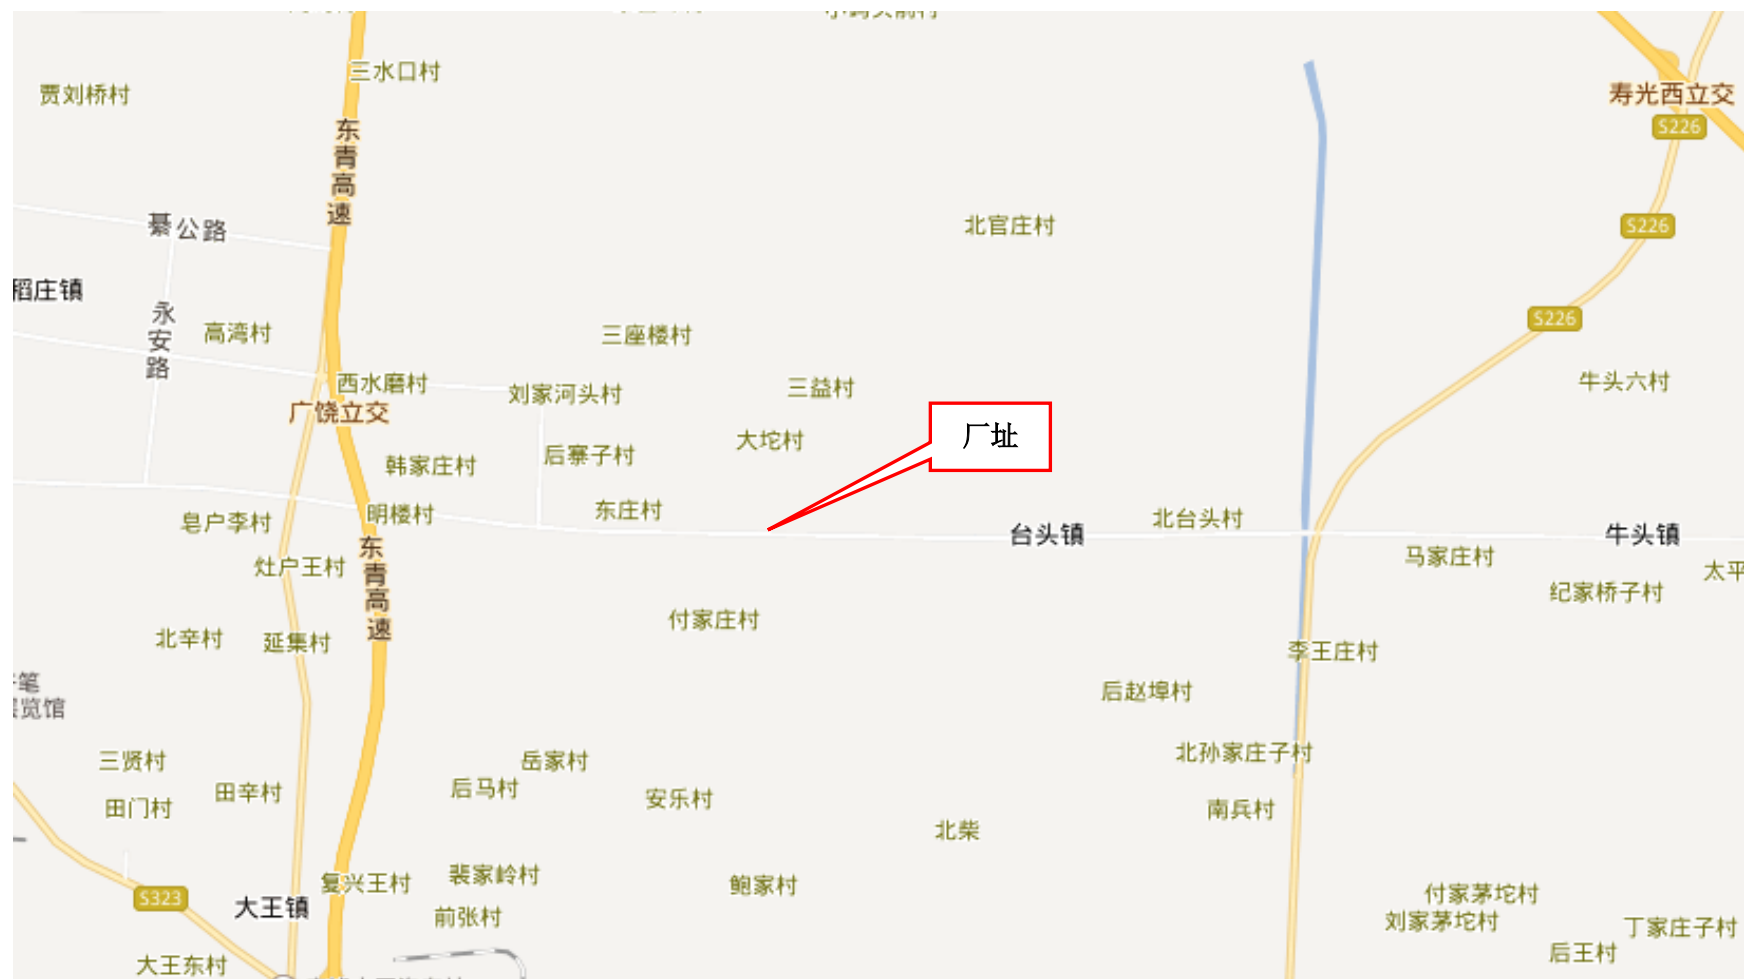 三水口村
贾刘桥村
寿光西立交
S226
东青高速
綦公路
北官庄村
S226
稻庄镇
永安路
高湾村
三座楼村
S226
西水磨村
刘家河头村
三益村
牛头六村
广饶立交
大坨村
厂址
韩家庄村
后寨子村
明楼村
东庄村
北台头村
皂户李村
台头镇
牛头镇
东青高速
灶户王村
马家庄村
太平
纪家桥子村
付家庄村
北辛村
延集村
李王庄村
笔
览馆
后赵埠村
北孙家庄子村
三贤村
岳家村
田辛村
后马村
安乐村
田门村
南兵村
北柴
裴家岭村
复兴王村
鲍家村
付家茅坨村
S323
大王镇
前张村
刘家茅坨村
丁家庄子村
后王村
大王东村